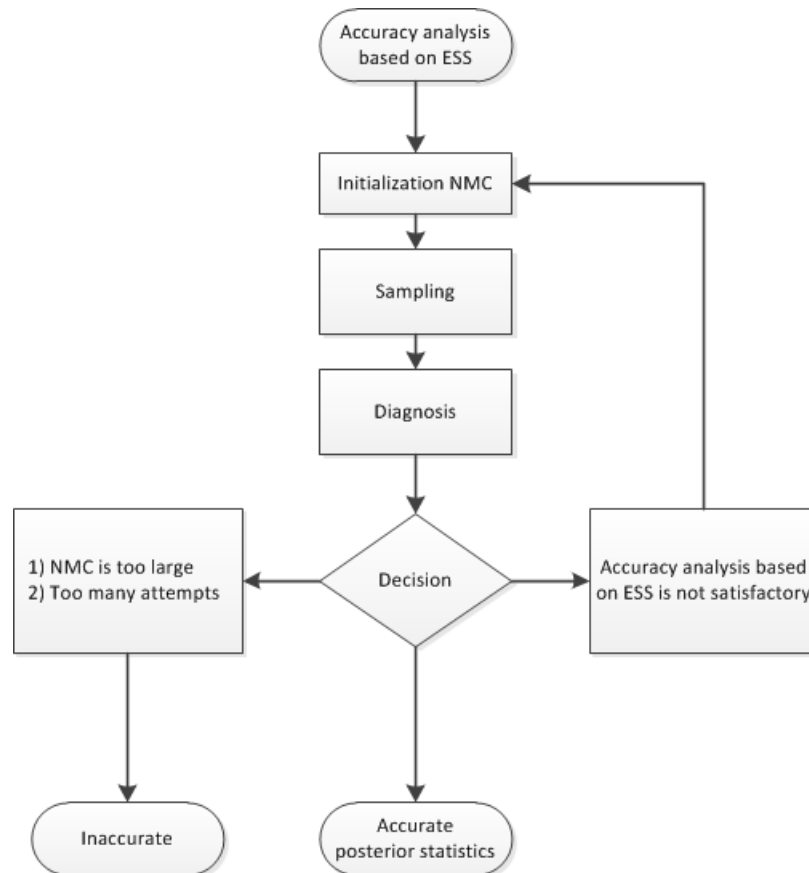 Accuracy analysis
based on ESS
Initialization NMC
Sampling
Diagnosis
1) NMC is too large
2) Too many attempts
Decision
Accuracy analysis based
on ESS is not satisfactory
Inaccurate
Accurate
posterior statistics